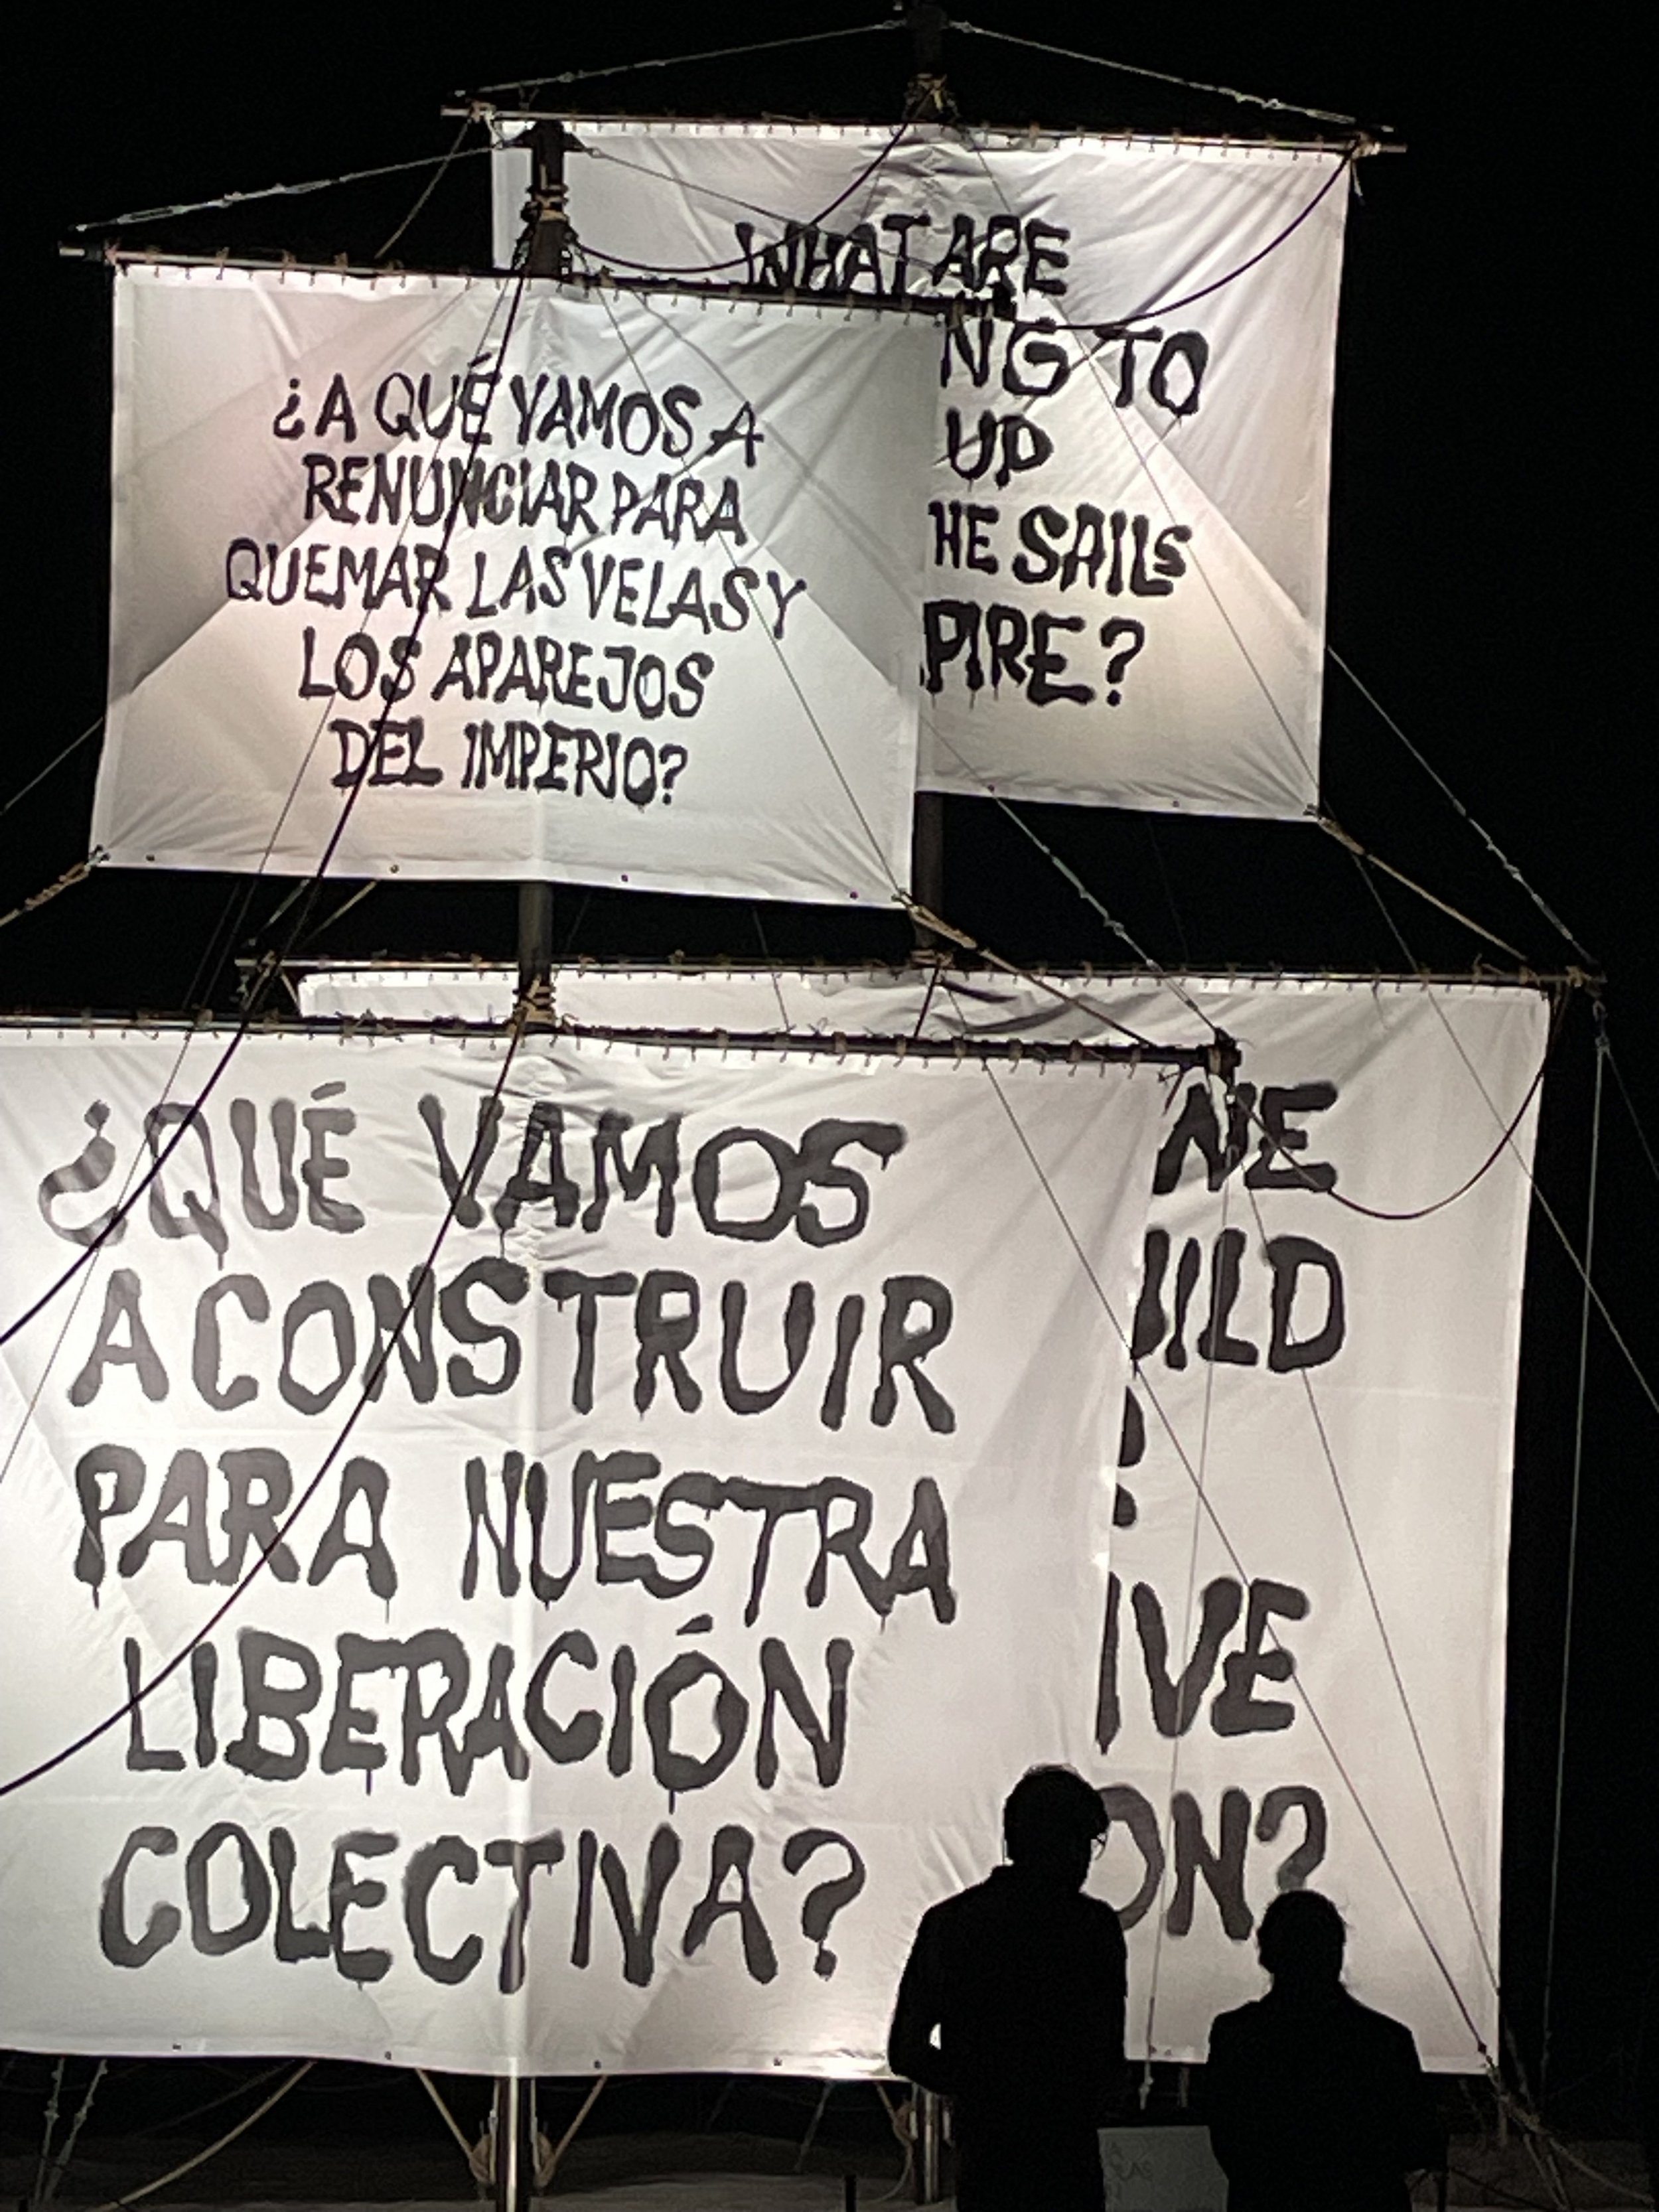 WHAT ARE
NG TO
UP
HE SAILS
PIRE?
¿A QUÉ VAMOS A
RENUNCIAR PARA
QUEMAR LAS VELAS Y
LOS APAREJOS
DEL IMPERIO?
¿QUÉ VAMOS
A CONSTRUIR
PARA NUESTRA
LIBERACIÓN
COLECTIVA?
NE
ILD
IVE
ON?